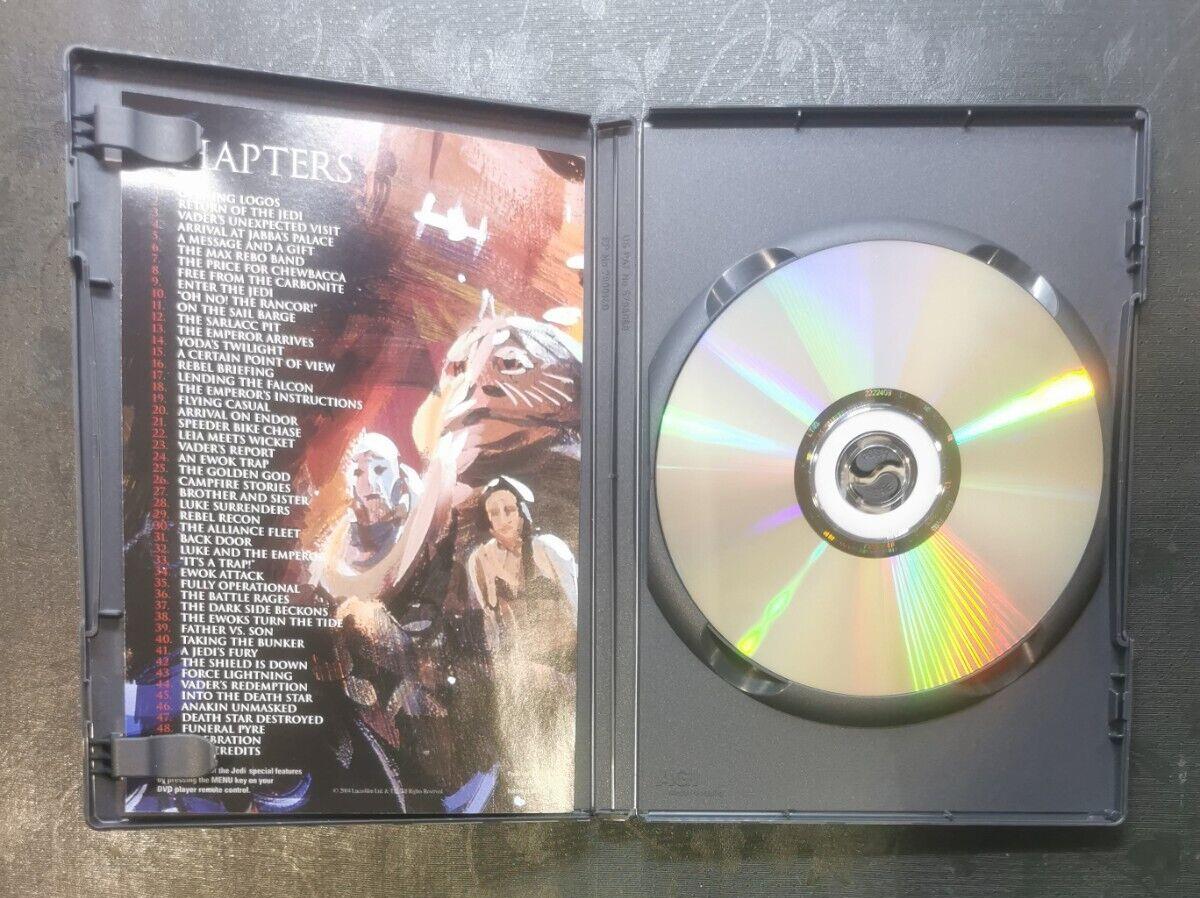 HAPTERS
LOGOS
RETURN OF THE JEDI
3. VADER'S UNEXPECTED VISIT
4. ARRIVAL AT JABBA'S PALACE
5. A MESSAGE AND A GIFT
6. THE MAX REBO BAND
7. THE PRICE FOR CHEWBACCA
8. FREE FROM THE CARBONITE
9. ENTER THE JEDI
10. "OH NO! THE RANCOR!"
11. ON THE SAIL BARGE
12. THE SARLACC PIT
13. THE EMPEROR ARRIVES
14. YODA'S TWILIGHT
15. A CERTAIN POINT OF VIEW
16. REBEL BRIEFING
17. LENDING THE FALCON
18. THE EMPEROR'S INSTRUCTIONS
19. FLYING CASUAL
20. ARRIVAL ON ENDOR
21. SPEEDER BIKE CHASE
22. LEIA MEETS WICKET
23. VADER'S REPORT
24. AN EWOK TRAP
25. THE GOLDEN GOD
26. CAMPFIRE STORIES
27. BROTHER AND SISTER
28. LUKE SURRENDERS
29. REBEL RECON
30. THE ALLIANCE FLEET
31. BACK DOOR
32. LUKE AND THE EMPEROR
33. "IT'S A TRAP!"
34. EWOK ATTACK
35. FULLY OPERATIONAL
36. THE BATTLE RAGES
37. THE DARK SIDE BECKONS
38. THE EWOKS TURN THE TIDE
39. FATHER VS. SON
40. TAKING THE BUNKER
41. A JEDI'S FURY
42. THE SHIELD IS DOWN
43. FORCE LIGHTNING
44. VADER'S REDEMPTION
45. INTO THE DEATH STAR
46. ANAKIN UNMASKED
47. DEATH STAR DESTROYED
48. FUNERAL PYRE
BRATION
CREDITS
the Jedi special features
by pressing the MENU key on your
DVD player remote control.
© 2004 Lucasfilm Ltd. & TM. All Rights Reserved.
2222409